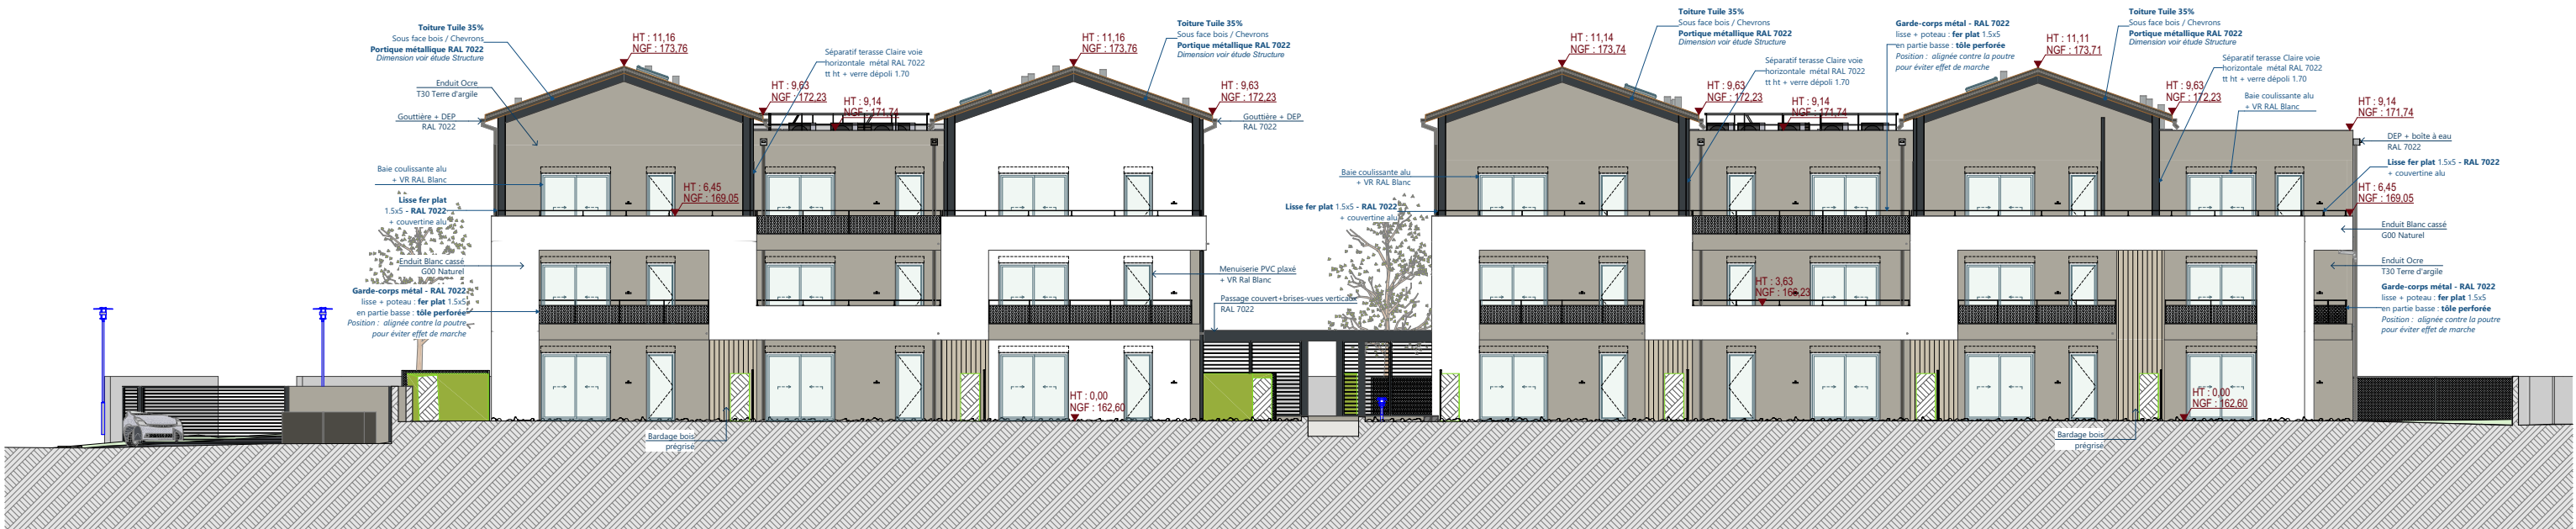 Toiture Tuile 35%
Sous face bois / Chevrons
Portique métallique RAL 7022
Dimension voir étude Structure
Enduit Ocre
T30 Terre d'argile
Gouttière + DEP
RAL 7022
Baie coulissante alu
+ VR RAL Blanc
Lisse fer plat
1.5x5 - RAL 7022
+ couvertine alu
Enduit Blanc cassé
G00 Naturel
Garde-corps métal - RAL 7022
lisse + poteau : fer plat 1.5x5
en partie basse : tôle perforée
Position : alignée contre la poutre
pour éviter effet de marche
HT : 11,16
NGF : 173,76
HT : 9,63
NGF : 172,23
Séparatif terasse Claire voie
horizontale métal RAL 7022
tt ht + verre dépoli 1.70
HT : 9,14
NGF : 171,74
HT : 6,45
NGF : 169,05
Bardage bois
prégrisé
HT : 11,16
NGF : 173,76
Toiture Tuile 35%
Sous face bois / Chevrons
Portique métallique RAL 7022
Dimension voir étude Structure
HT : 9,63
NGF : 172,23
Gouttière + DEP
RAL 7022
Menuiserie PVC plaxé
+ VR Ral Blanc
Passage couvert+brises-vues verticale
RAL 7022
HT : 0,00
NGF : 162,60
Baie coulissante alu
+ VR RAL Blanc
Lisse fer plat 1.5x5 - RAL 7022
+ couvertine alu
HT : 11,14
NGF : 173,74
Toiture Tuile 35%
Sous face bois / Chevrons
Portique métallique RAL 7022
Dimension voir étude Structure
HT : 9,63
NGF : 172,23
Séparatif terasse Claire voie
horizontale métal RAL 7022
tt ht + verre dépoli 1.70
HT : 9,14
NGF : 171,74
HT : 3,63
NGF : 166,23
Garde-corps métal - RAL 7022
lisse + poteau : fer plat 1.5x5
en partie basse : tôle perforée
Position : alignée contre la poutre
pour éviter effet de marche
HT : 11,11
NGF : 173,71
Toiture Tuile 35%
Sous face bois / Chevrons
Portique métallique RAL 7022
Dimension voir étude Structure
Séparatif terasse Claire voie
horizontale métal RAL 7022
tt ht + verre dépoli 1.70
HT : 9,63
NGF : 172,23
Baie coulissante alu
+ VR RAL Blanc
HT : 9,14
NGF : 171,74
DEP + boîte à eau
RAL 7022
Lisse fer plat 1.5x5 - RAL 7022
+ couvertine alu
HT : 6,45
NGF : 169,05
Enduit Blanc cassé
G00 Naturel
Enduit Ocre
T30 Terre d'argile
Garde-corps métal - RAL 7022
lisse + poteau : fer plat 1.5x5
en partie basse : tôle perforée
Position : alignée contre la poutre
pour éviter effet de marche
HT : 0,00
NGF : 162,60
Bardage bois
prégrisé